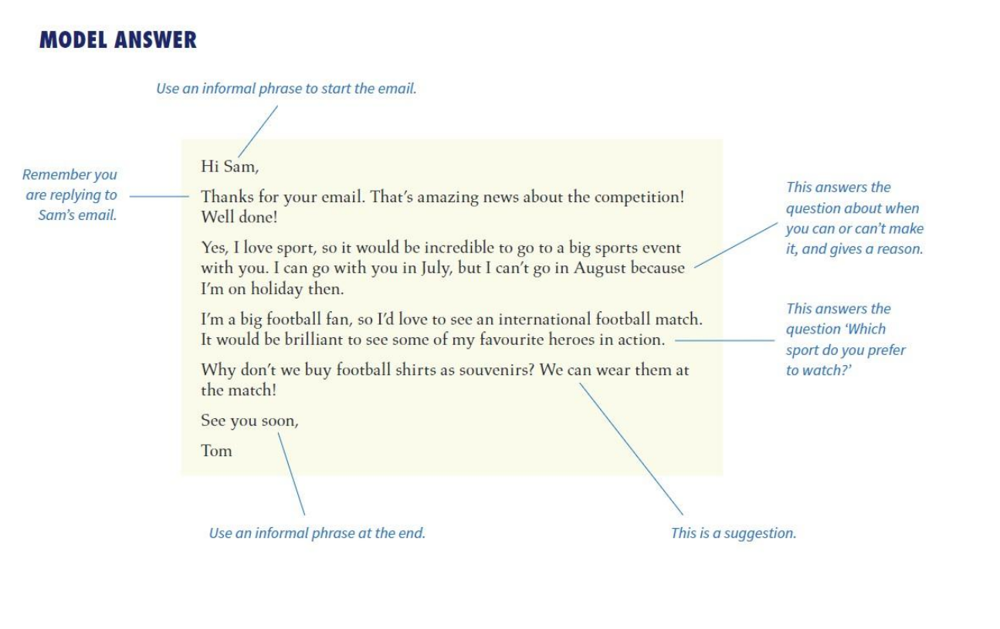 MODEL ANSWER
Use an informal phrase to start the email.
Remember you
are replying to
Sam's email.
Hi Sam,
Thanks for your email. That's amazing news about the competition!
Well done!
Yes, I love sport, so it would be incredible to go to a big sports event
with you. I can go with you in July, but I can't go in August because
I'm on holiday then.
I'm a big football fan, so I'd love to see an international football match.
It would be brilliant to see some of my favourite heroes in action.
Why don't we buy football shirts as souvenirs? We can wear them at
the match!
See you soon,
Tom
This answers the
question about when
you can or can't make
it, and gives a reason.
This answers the
question ‘Which
sport do you prefer
to watch?’
Use an informal phrase at the end.
This is a suggestion.